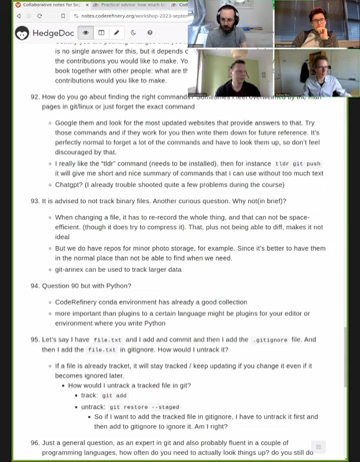 Collaborative notes for
notes.coderefinery.org/workshop-2023-septe
HedgeDoc
is no single answer for this, but it depends o
the contributions you would like to make. Yo
book together with other people: what are th
contributions would you like to make.
92. How do you go about finding the right commands?
pages in git/linux or just forget the exact command
Google them and look for the most updated websites that provide answers to that. Try
those commands and if they work for you then write them down for future reference. It's
perfectly normal to forget a lot of the commands and have to look them up, so don't feel
discouraged by that.
I really like the "tldr" command (needs to be installed), then for instance tldr git push
it will give me short and nice summary of commands that I can use without too much text
Chatgpt? (I already trouble shooted quite a few problems during the course)
93. It is advised to not track binary files. Another curious question. Why not(in brief)?
When changing a file, it has to re-record the whole thing, and that can not be space-
efficient. (though it does try to compress it). That, plus not being able to diff, makes it not
ideal
But we do have repos for minor photo storage, for example. Since it's better to have them
in the normal place than not be able to find when we need.
git-annex can be used to track larger data
94. Question 90 but with Python?
CodeRefinery conda environment has already a good collection
more important than plugins to a certain language might be plugins for your editor or
environment where you write Python
95. Let's say I have file.txt and I add and commit and then I add the .gitignore file. And
then I add the file.txt in gitignore. How would I untrack it?
If a file is already tracket, it will stay tracked / keep updating if you change it even if it
becomes ignored later.
How would I untrack a tracked file in git?
track: git add
untrack: git restore --staged
So if I want to add the tracked file in gitignore, I have to untrack it first and
then add to gitignore to ignore it. Am I right?
96. Just a general question, as an expert in git and also probably fluent in a couple of
programming languages, how often do you need to actually look things up? do you still do